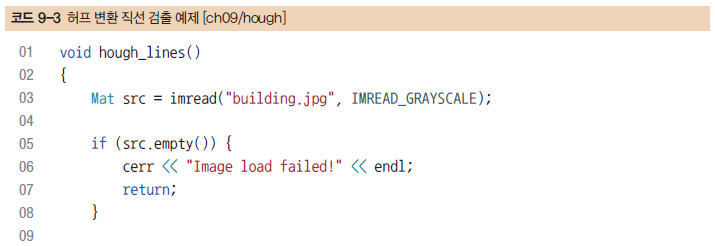 코드 9-3 허프 변환 직선 검출 예제 [ch09/hough]
01 void hough_lines()
02 {
03     Mat src = imread("building.jpg", IMREAD_GRAYSCALE);
04
05     if (src.empty()) {
06         cerr << "Image load failed!" << endl;
07         return;
08     }
09